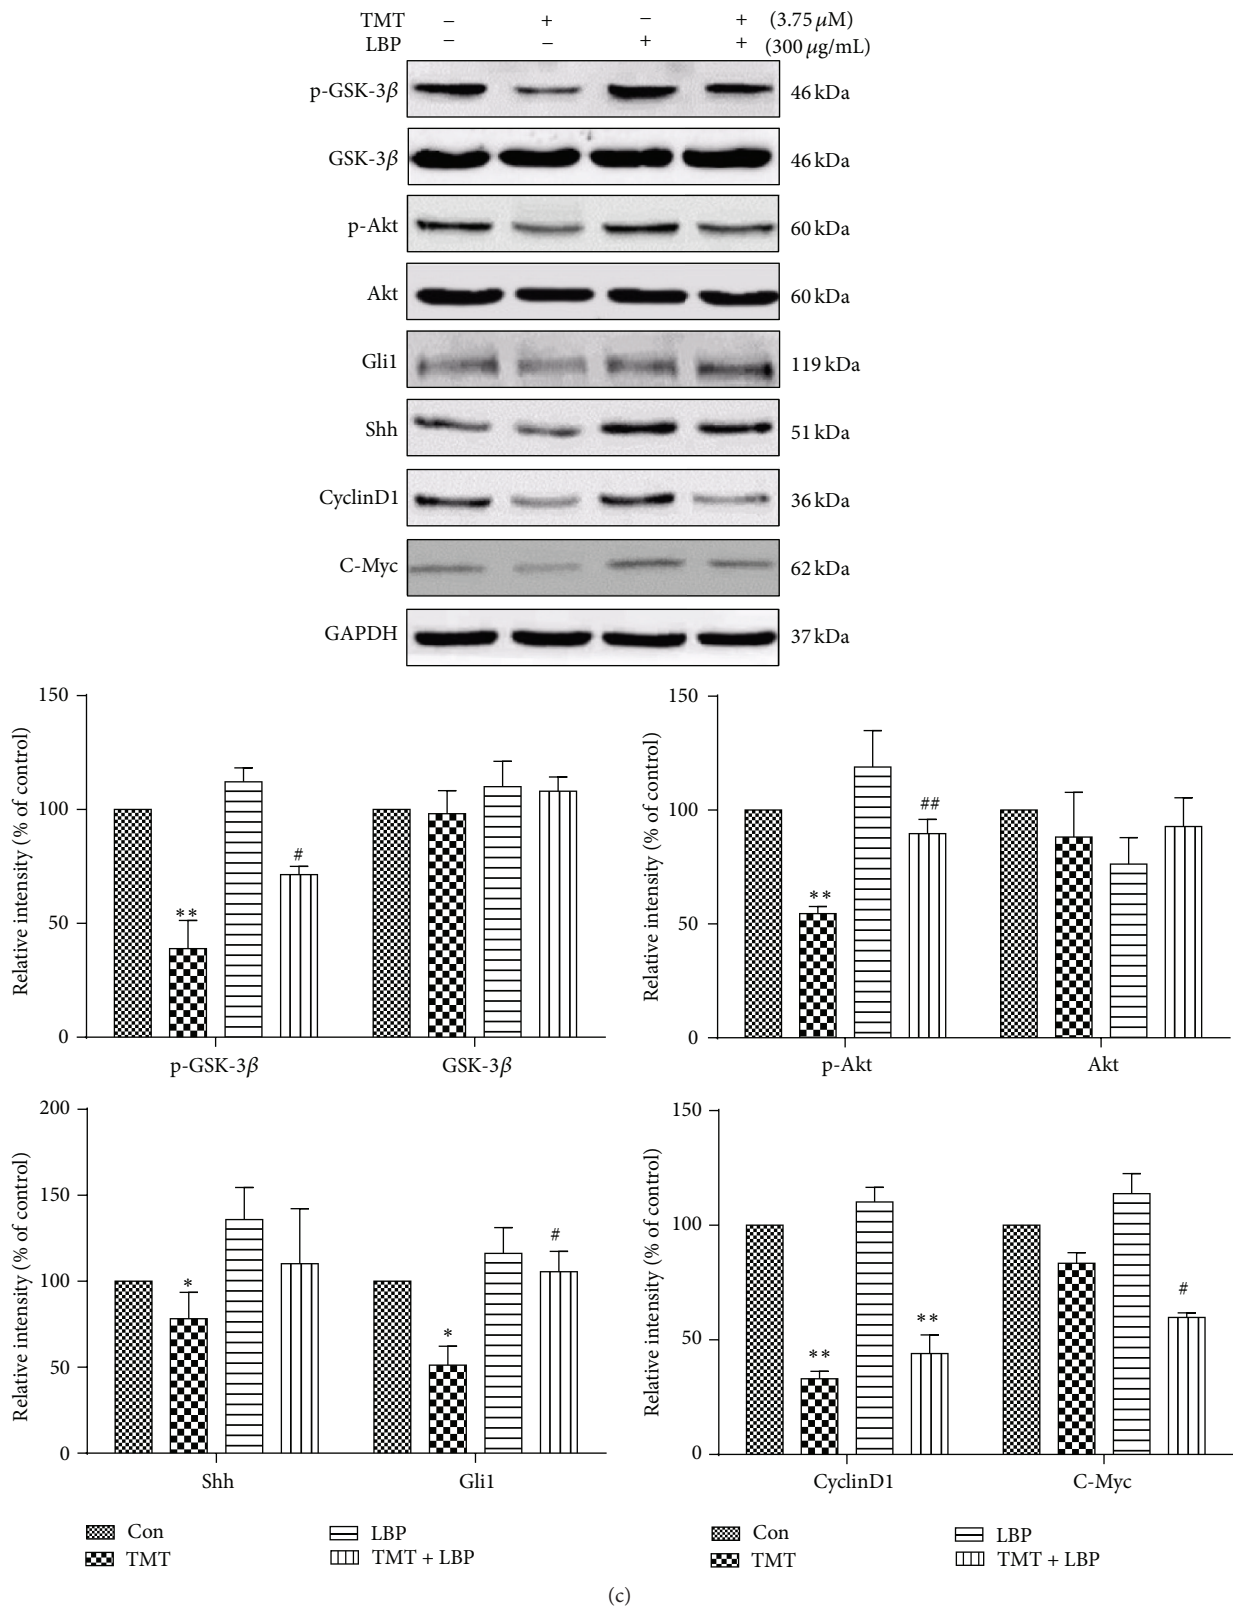 TMT − + − + (3.75 μM)
LBP − − + + (300 μg/mL)
p-GSK-3β 46 kDa
GSK-3β 46 kDa
p-Akt 60 kDa
Akt 60 kDa
Gli1 119 kDa
Shh 51 kDa
CyclinD1 36 kDa
C-Myc 62 kDa
GAPDH 37 kDa
Relative intensity (% of control)
150
100
50
0
**
#
p-GSK-3β GSK-3β
Relative intensity (% of control)
150
100
50
0
**
##
p-Akt Akt
Relative intensity (% of control)
200
150
100
50
0
*
*
#
Shh Gli1
Con LBP
TMT TMT + LBP
Relative intensity (% of control)
150
100
50
0
**
**
#
CyclinD1 C-Myc
Con LBP
TMT TMT + LBP
(c)